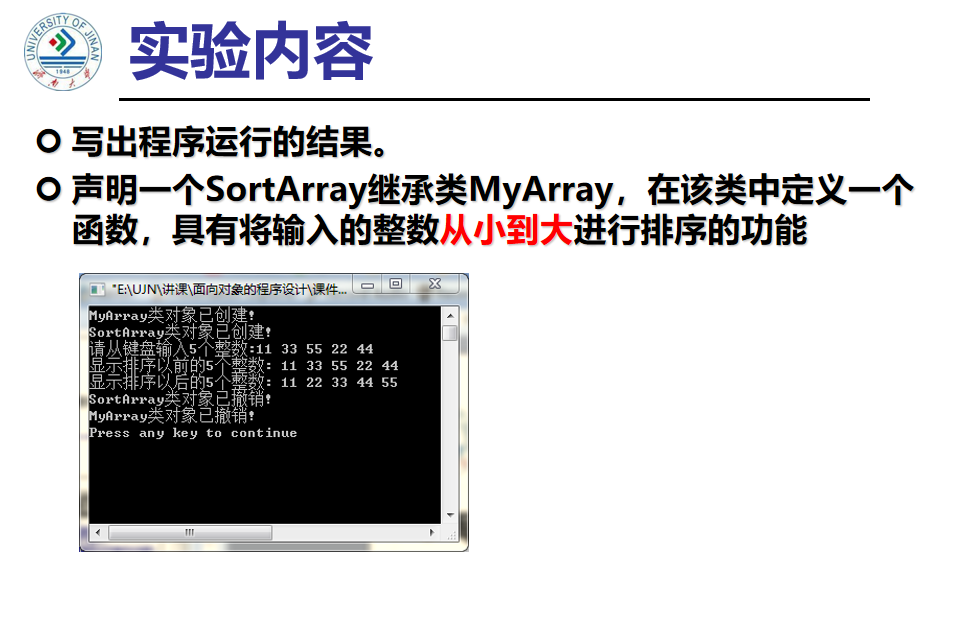 UNIVERSITY OF JINAN
1948
济南大学
实验内容
写出程序运行的结果。
声明一个SortArray继承类MyArray，在该类中定义一个
函数，具有将输入的整数从小到大进行排序的功能
"E:\UJN\讲课\面向对象的程序设计\课件...
MyArray类对象已创建!
SortArray类对象已创建!
请从键盘输入5个整数:11 33 55 22 44
显示排序以前的5个整数: 11 33 55 22 44
显示排序以后的5个整数: 11 22 33 44 55
SortArray类对象已撤销!
MyArray类对象已撤销!
Press any key to continue